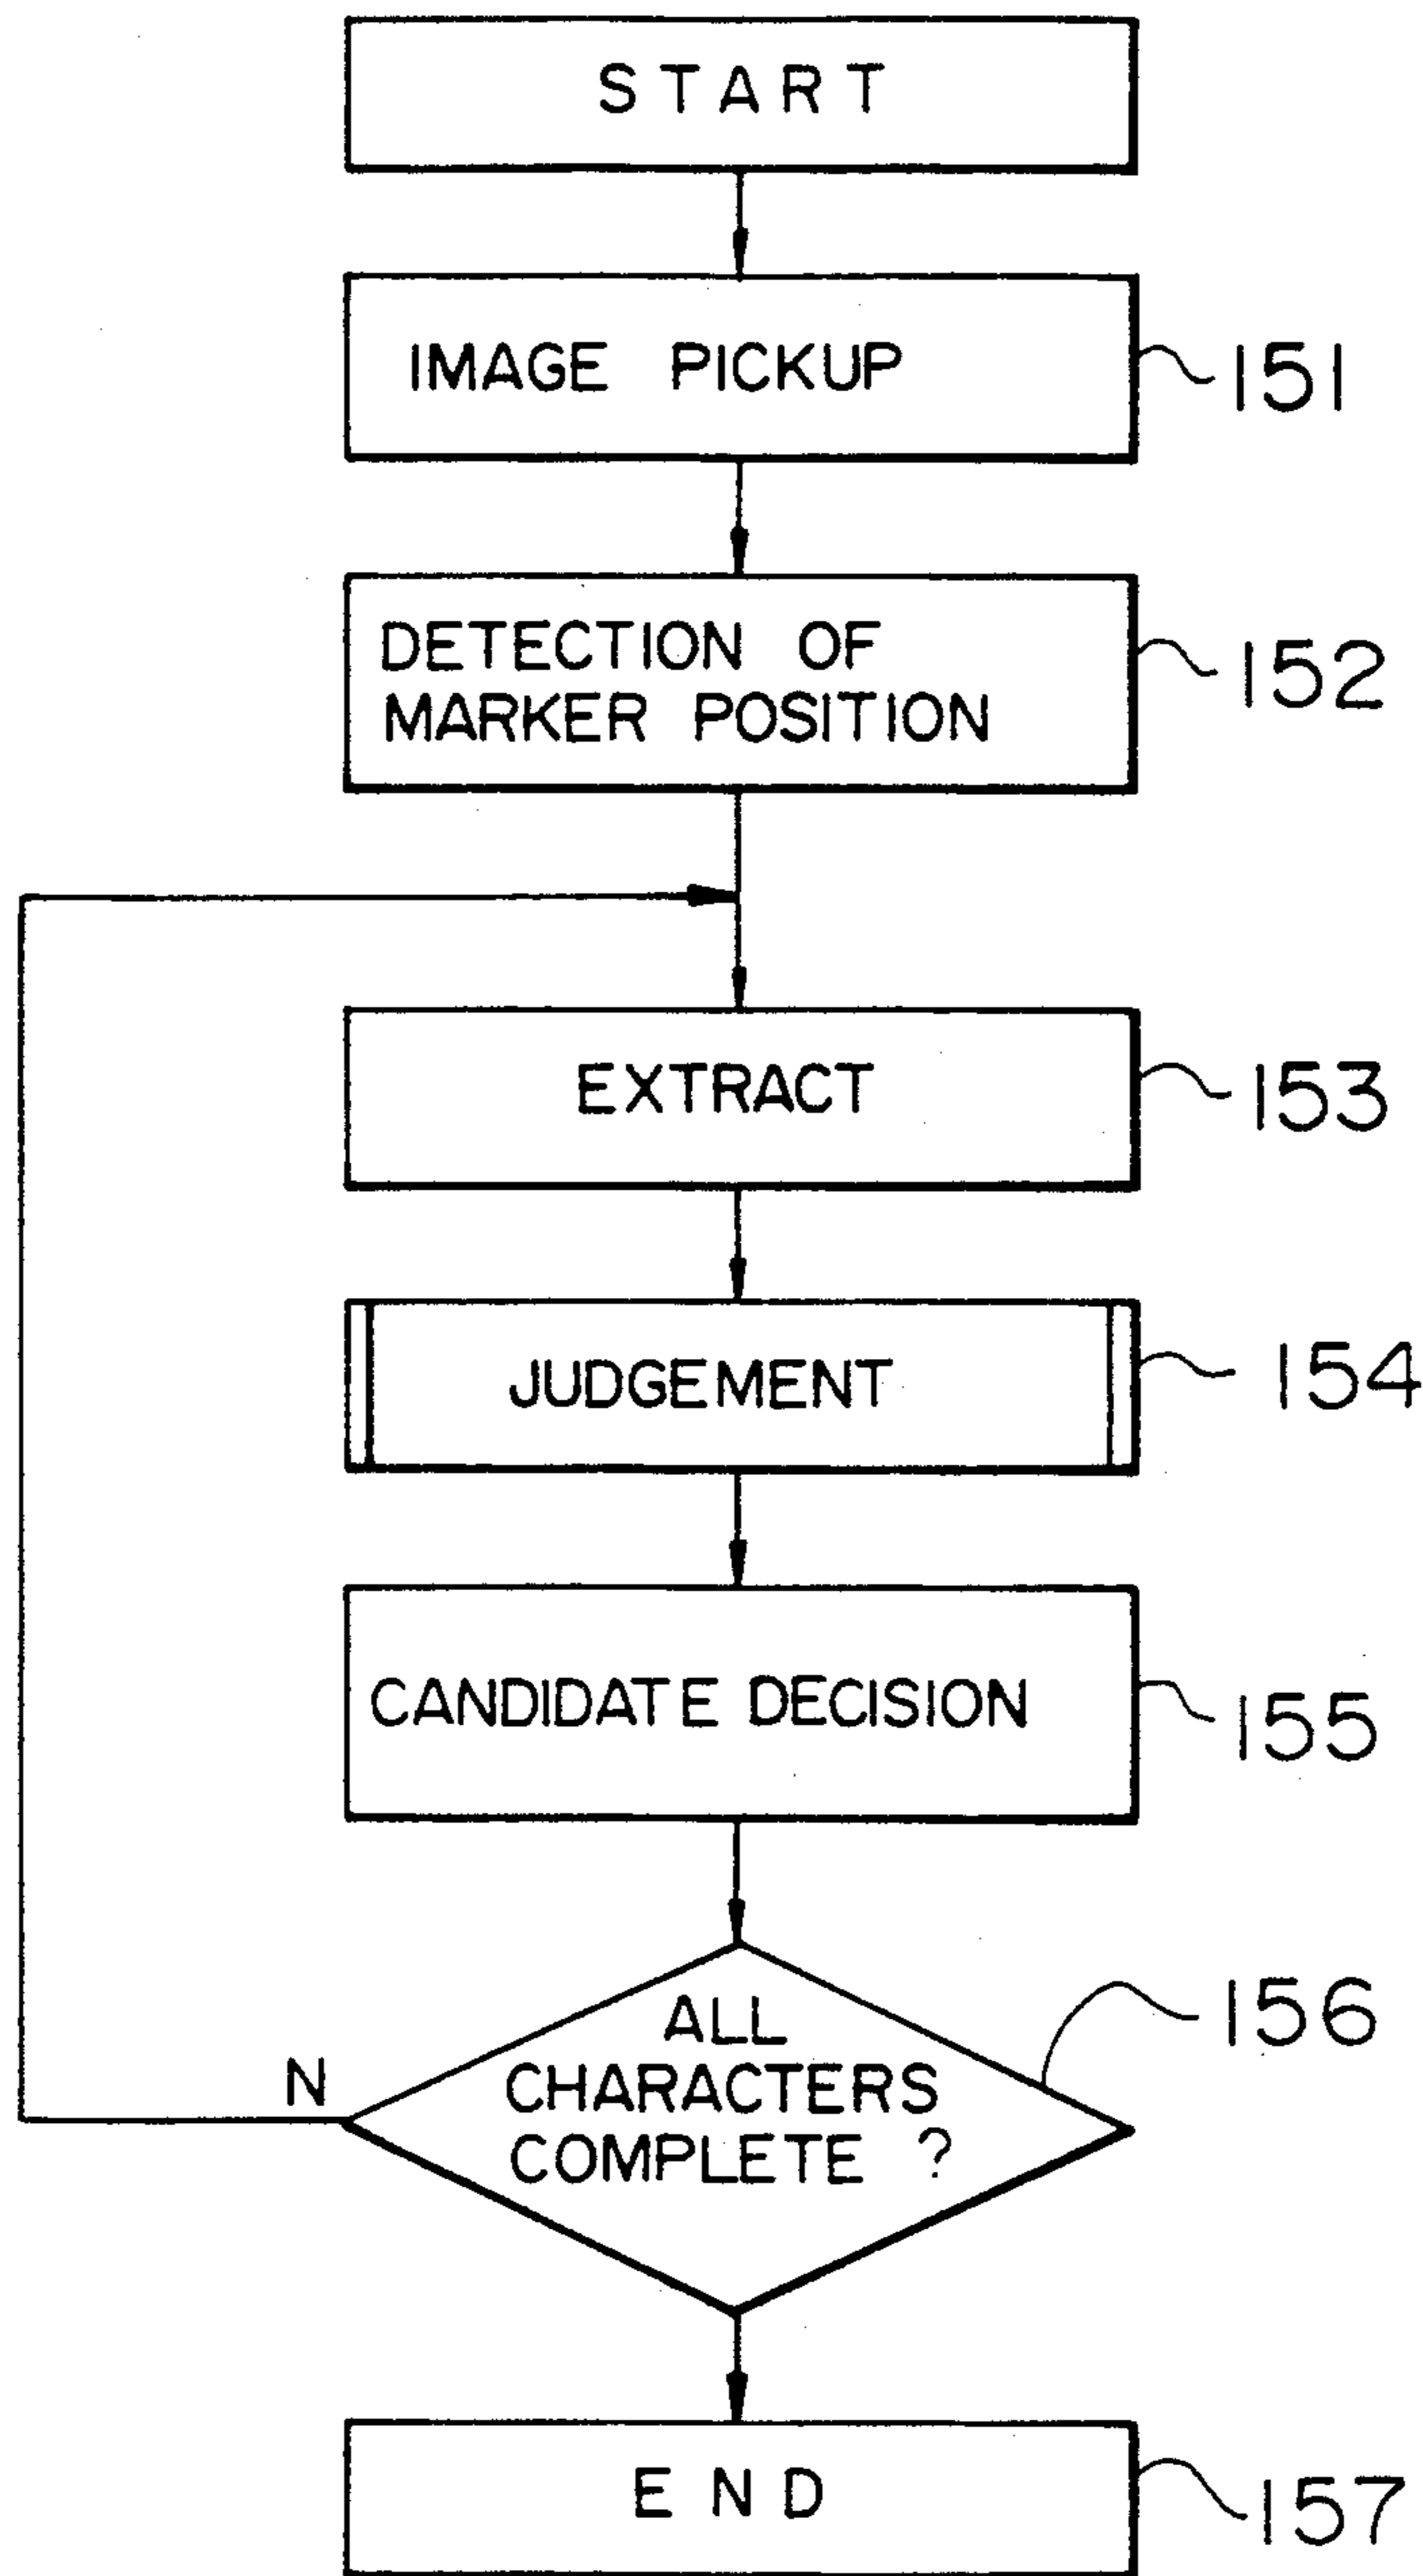 START
IMAGE PICKUP
151
DETECTION OF
MARKER POSITION
152
EXTRACT
153
JUDGEMENT
154
CANDIDATE DECISION
155
ALL
CHARACTERS
COMPLETE ?
156
N
END
157